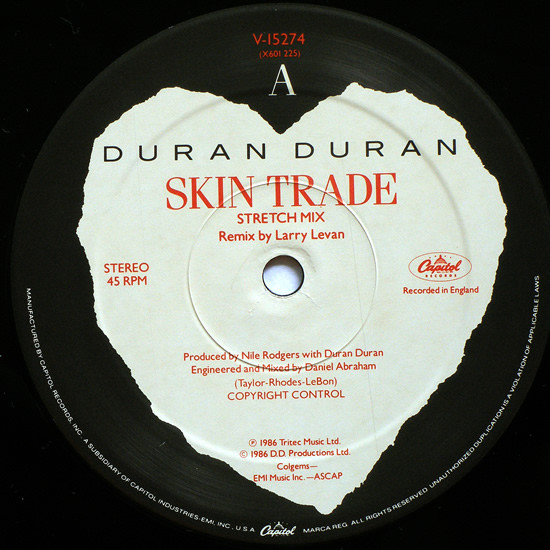 V-15274
(X601 225)
A
DURAN DURAN
SKIN TRADE
STRETCH MIX
Remix by Larry Levan
STEREO
45 RPM
Capitol
RECORDS
Recorded in England
Produced by Nile Rodgers with Duran Duran
Engineered and Mixed by Daniel Abraham
(Taylor-Rhodes-LeBon)
COPYRIGHT CONTROL
℗ 1986 Tritec Music Ltd.
© 1986 D.D. Productions Ltd.
Colgems—
EMI Music Inc.—ASCAP
MANUFACTURED BY CAPITOL RECORDS, INC. A SUBSIDIARY OF CAPITOL INDUSTRIES-EMI, INC., U.S.A. Capitol MARCA REG. ALL RIGHTS RESERVED. UNAUTHORIZED DUPLICATION IS A VIOLATION OF APPLICABLE LAWS